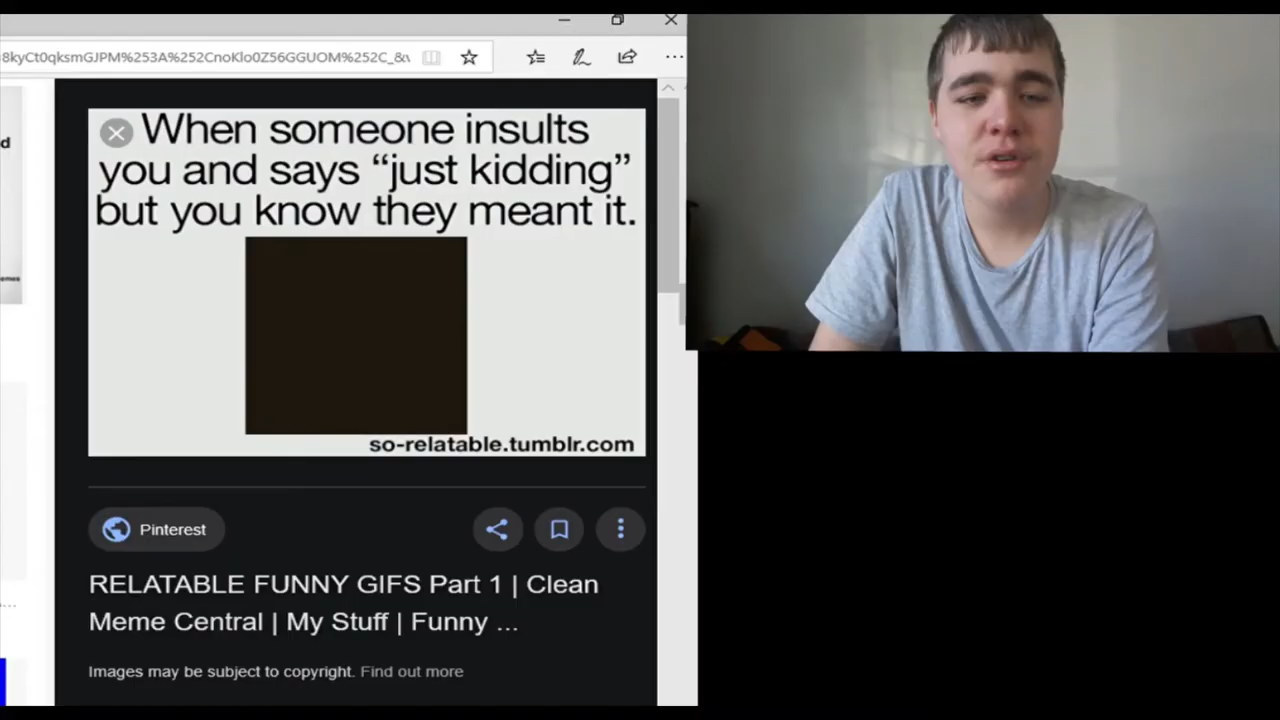 8kyCt0qksmGJPM%253A%252CnoKlo0Z56GGUOM%252C_&v
d
When someone insults
you and says “just kidding”
but you know they meant it.
emes
so-relatable.tumblr.com
Pinterest
RELATABLE FUNNY GIFS Part 1 | Clean
Meme Central | My Stuff | Funny ...
...
Images may be subject to copyright. Find out more